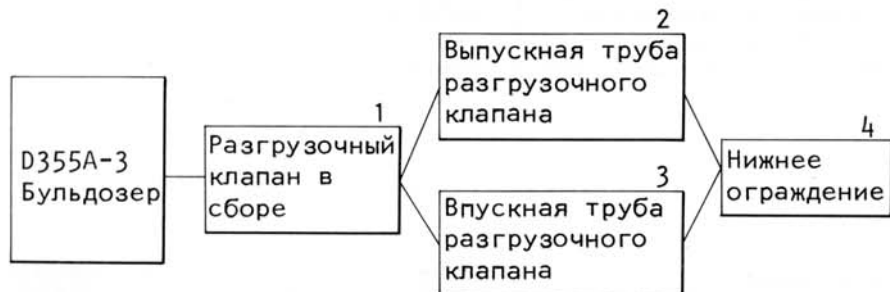 D355A-3
Бульдозер
1
Разгрузочный
клапан в
сборе
2
Выпускная труба
разгрузочного
клапана
3
Впускная труба
разгрузочного
клапана
4
Нижнее
ограждение